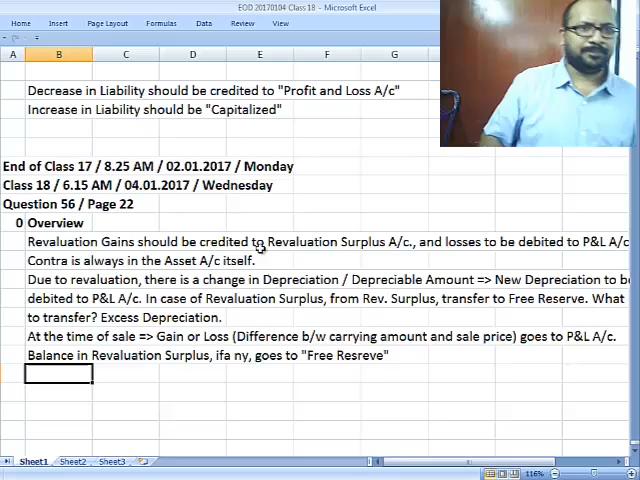 EOD 20170104 Class 18 - Microsoft Excel
Home Insert Page Layout Formulas Data Review View
A B C D E F G
Decrease in Liability should be credited to "Profit and Loss A/c"
Increase in Liability should be "Capitalized"
End of Class 17 / 8.25 AM / 02.01.2017 / Monday
Class 18 / 6.15 AM / 04.01.2017 / Wednesday
Question 56 / Page 22
0 Overview
Revaluation Gains should be credited to Revaluation Surplus A/c., and losses to be debited to P&L A/c
Contra is always in the Asset A/c itself.
Due to revaluation, there is a change in Depreciation / Depreciable Amount => New Depreciation to be
debited to P&L A/c. In case of Revaluation Surplus, from Rev. Surplus, transfer to Free Reserve. What
to transfer? Excess Depreciation.
At the time of sale => Gain or Loss (Difference b/w carrying amount and sale price) goes to P&L A/c.
Balance in Revaluation Surplus, ifa ny, goes to "Free Resreve"
Sheet1 Sheet2 Sheet3
116%